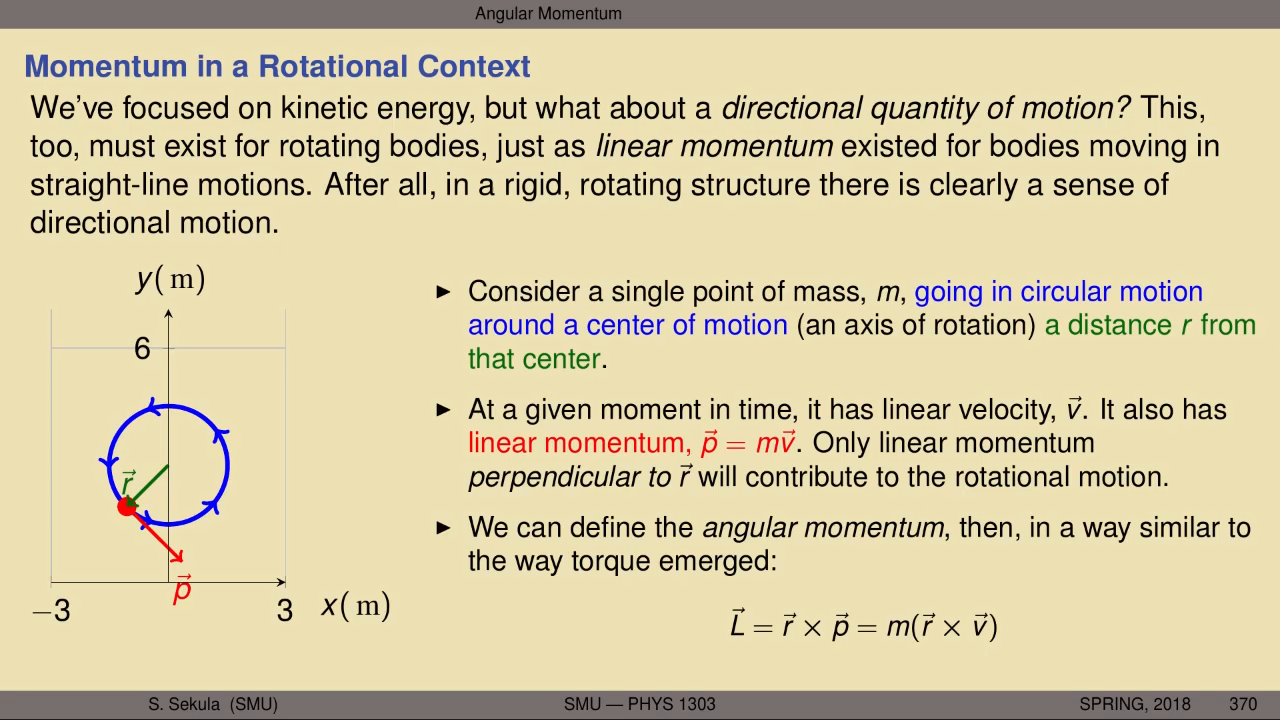 Angular Momentum
Momentum in a Rotational Context
We've focused on kinetic energy, but what about a directional quantity of motion? This,
too, must exist for rotating bodies, just as linear momentum existed for bodies moving in
straight-line motions. After all, in a rigid, rotating structure there is clearly a sense of
directional motion.
y( m)
6
r⃗
p⃗
−3
3
x( m)
▶ Consider a single point of mass, m, going in circular motion
around a center of motion (an axis of rotation) a distance r from
that center.
▶ At a given moment in time, it has linear velocity, v⃗. It also has
linear momentum, p⃗ = mv⃗. Only linear momentum
perpendicular to r⃗ will contribute to the rotational motion.
▶ We can define the angular momentum, then, in a way similar to
the way torque emerged:
L⃗ = r⃗ × p⃗ = m(r⃗ × v⃗)
S. Sekula (SMU)
SMU — PHYS 1303
SPRING, 2018
370